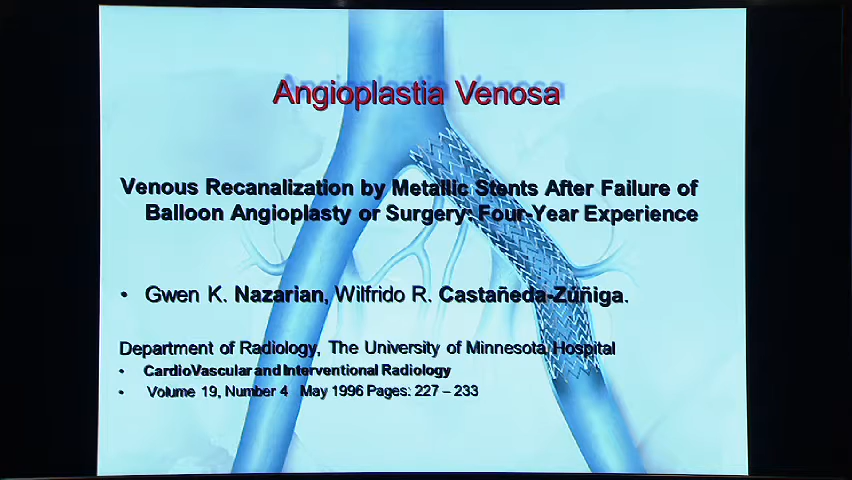 Angioplastia Venosa
Venous Recanalization by Metallic Stents After Failure of
Balloon Angioplasty or Surgery: Four-Year Experience
• Gwen K. Nazarian, Wilfrido R. Castañeda-Zúñiga.
Department of Radiology, The University of Minnesota Hospital
• CardioVascular and Interventional Radiology
• Volume 19, Number 4 May 1996 Pages: 227 – 233